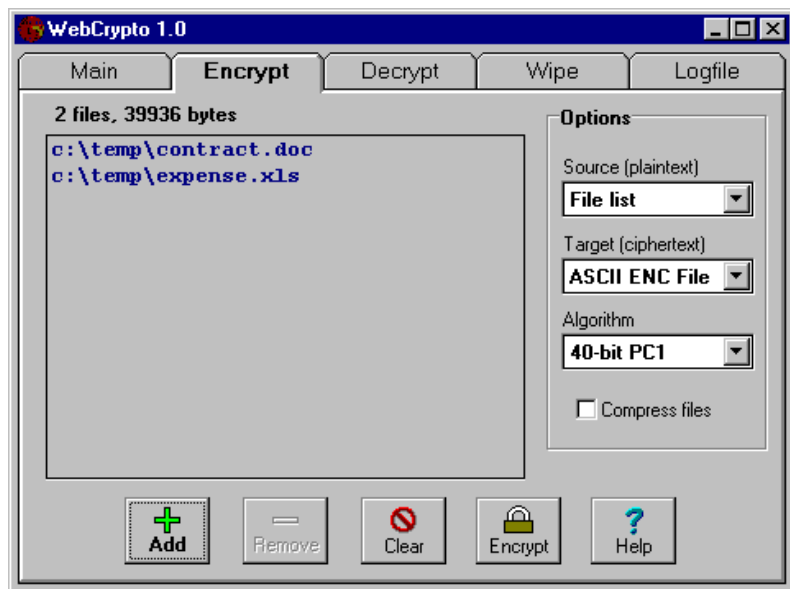 WebCrypto 1.0
Main Encrypt Decrypt Wipe Logfile
2 files, 39936 bytes
c:\temp\contract.doc
c:\temp\expense.xls
Options
Source (plaintext)
File list
Target (ciphertext)
ASCII ENC File
Algorithm
40-bit PC1
Compress files
Add Remove Clear Encrypt Help